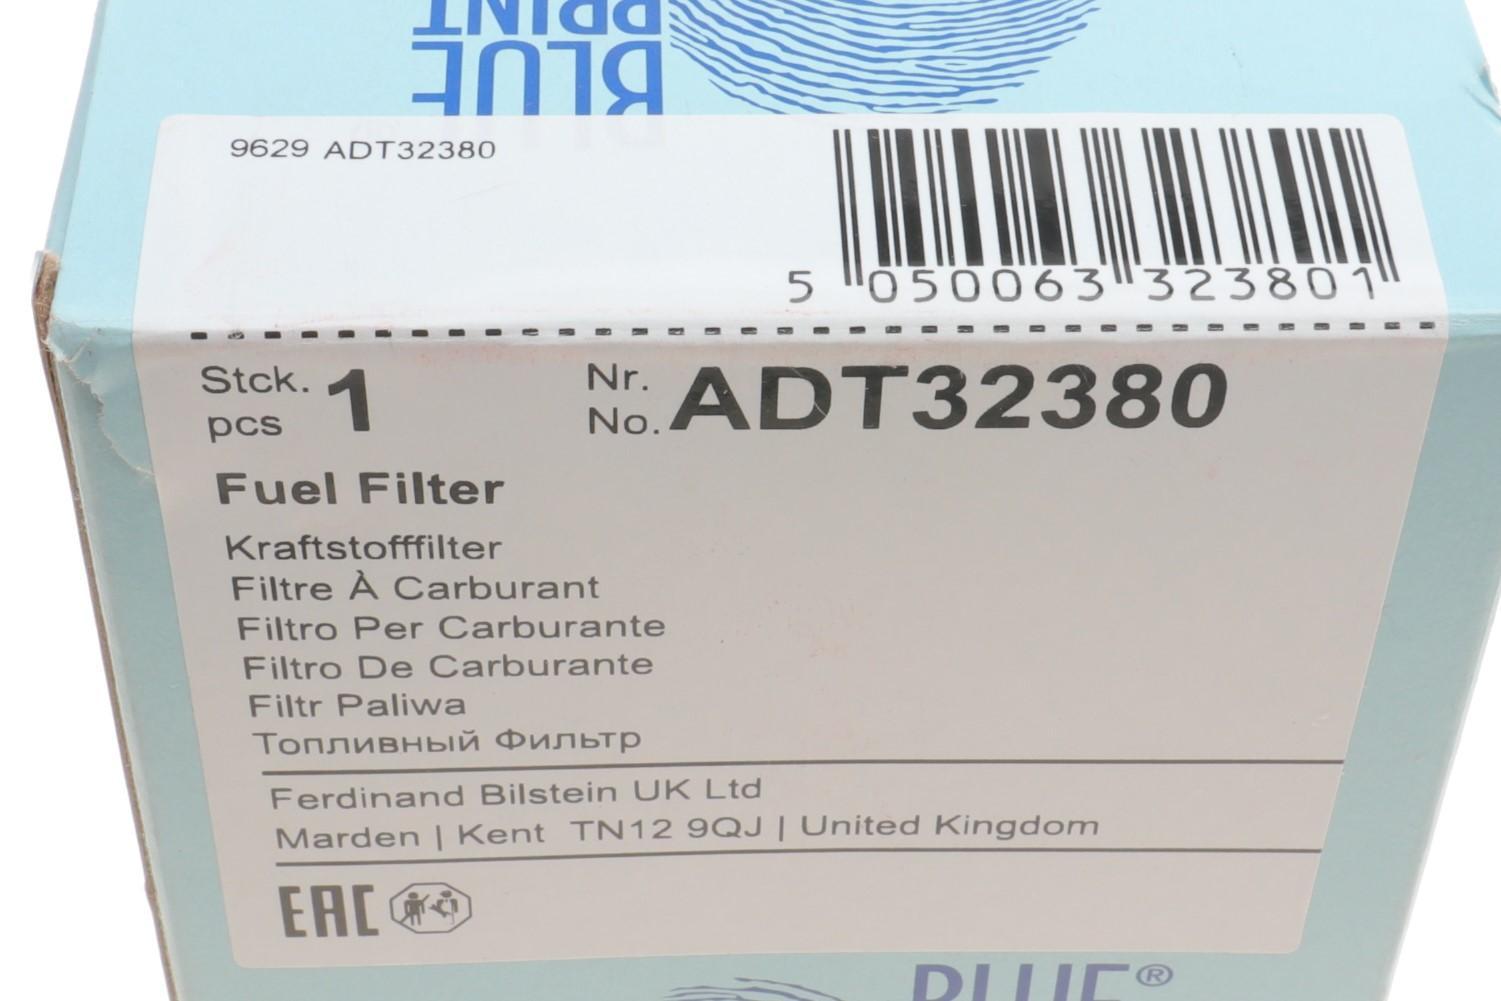 BLUE
PRINT
9629 ADT32380
5 050063 323801
Stck. 1 Nr.
pcs No. ADT32380
Fuel Filter
Kraftstofffilter
Filtre À Carburant
Filtro Per Carburante
Filtro De Carburante
Filtr Paliwa
Топливный Фильтр
Ferdinand Bilstein UK Ltd
Marden | Kent TN12 9QJ | United Kingdom
EAC
BLUE®